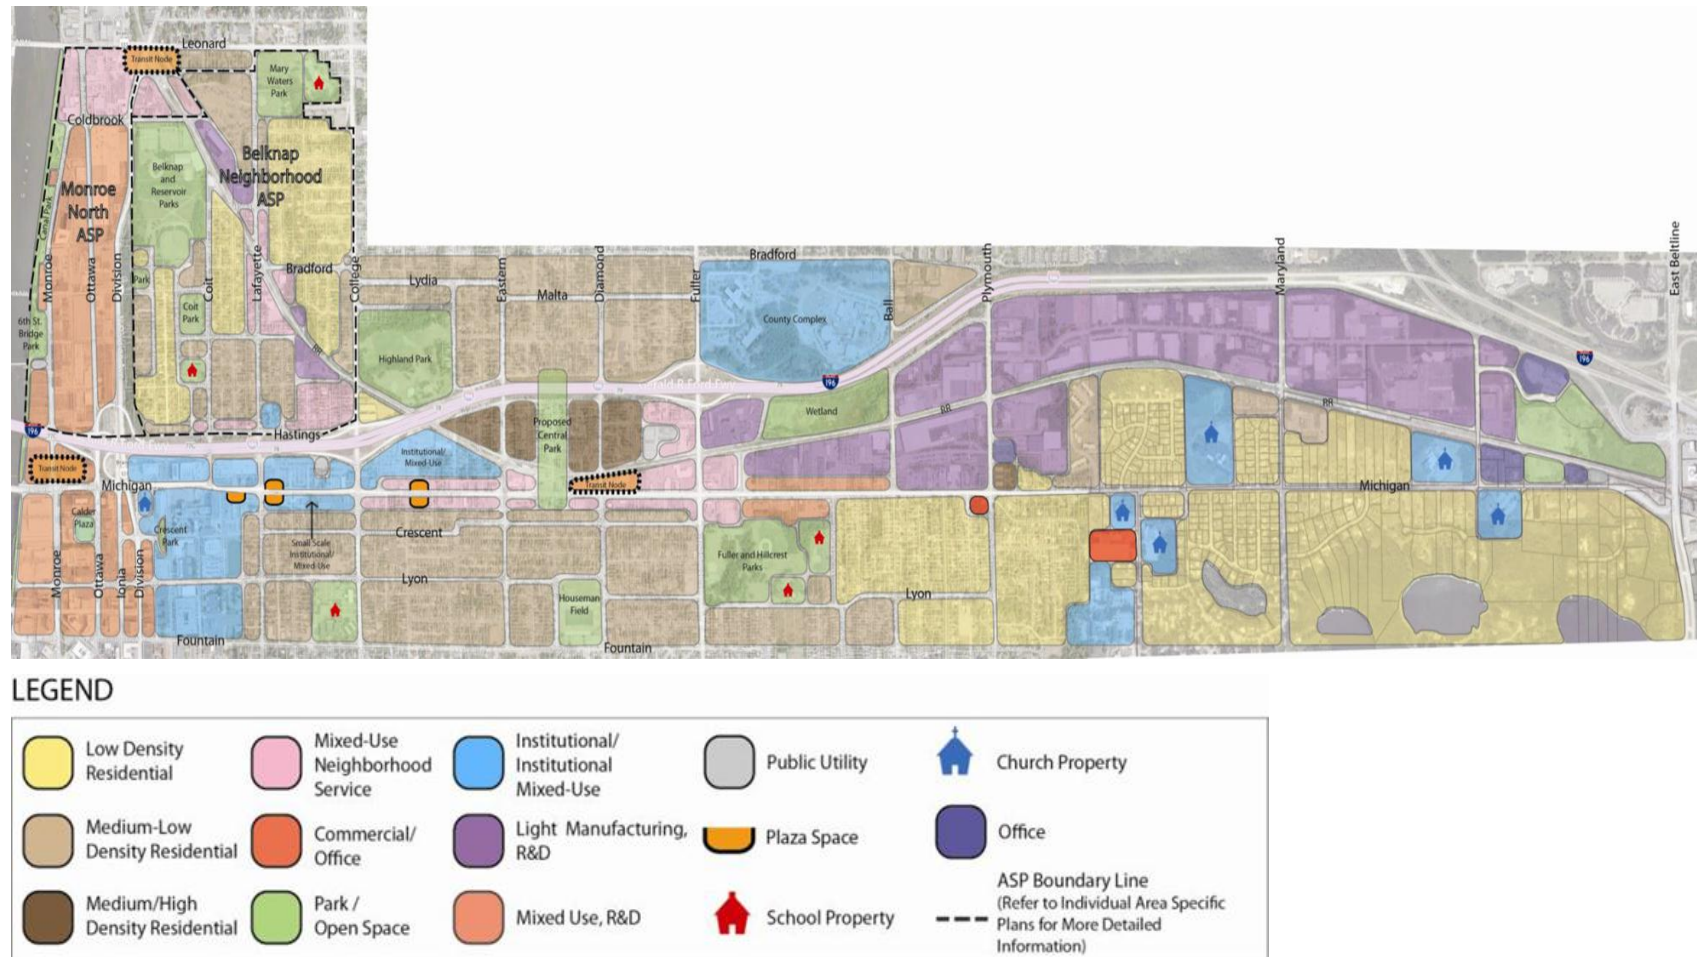 Leonard
Transit Node
Mary
Waters
Park
Coldbrook
Belknap
and
Reservoir
Parks
Belknap
Neighborhood
ASP
Monroe
North
ASP
Canal Park
Monroe
Ottawa
Division
Park
Coit
Lafayette
Bradford
College
Coit
Park
6th St.
Bridge
Park
RR
Lydia
Eastern
Malta
Diamond
Fuller
Bradford
County Complex
Ball
Plymouth
Maryland
East Beltline
Highland Park
196
196
Wetland
RR
RR
196
Hastings
Proposed
Central
Park
Institutional/
Mixed-Use
Transit Node
Michigan
Transit Node
Michigan
Calder
Plaza
Crescent
Park
Small Scale
Institutional/
Mixed-Use
Crescent
Fuller and Hillcrest
Parks
Monroe
Ottawa
Ionia
Division
Lyon
Houseman
Field
Lyon
Fountain
Fountain
LEGEND
Low Density
Residential
Medium-Low
Density Residential
Medium/High
Density Residential
Mixed-Use
Neighborhood
Service
Commercial/
Office
Park /
Open Space
Institutional/
Institutional
Mixed-Use
Light Manufacturing,
R&D
Mixed Use, R&D
Public Utility
Plaza Space
School Property
Church Property
Office
ASP Boundary Line
(Refer to Individual Area Specific
Plans for More Detailed
Information)